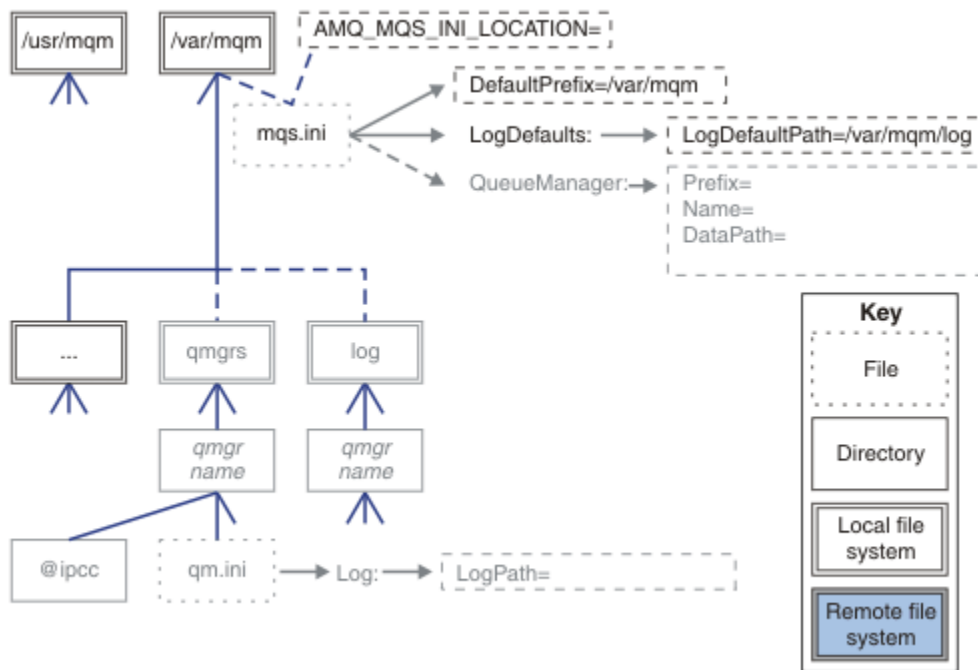 /usr/mqm
/var/mqm
AMQ_MQS_INI_LOCATION=
mqs.ini
DefaultPrefix=/var/mqm
LogDefaults:
LogDefaultPath=/var/mqm/log
QueueManager:
Prefix=
Name=
DataPath=
...
qmgrs
log
qmgr
name
qmgr
name
@ipcc
qm.ini
Log:
LogPath=
Key
File
Directory
Local file
system
Remote file
system